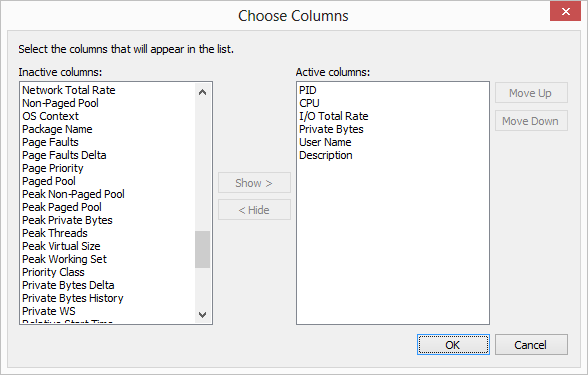 Choose Columns
Select the columns that will appear in the list.
Inactive columns:
Network Total Rate
Non-Paged Pool
OS Context
Package Name
Page Faults
Page Faults Delta
Page Priority
Paged Pool
Peak Non-Paged Pool
Peak Paged Pool
Peak Private Bytes
Peak Threads
Peak Virtual Size
Peak Working Set
Priority Class
Private Bytes Delta
Private Bytes History
Private WS
Relative Start Time
Show >
< Hide
Active columns:
PID
CPU
I/O Total Rate
Private Bytes
User Name
Description
Move Up
Move Down
OK
Cancel